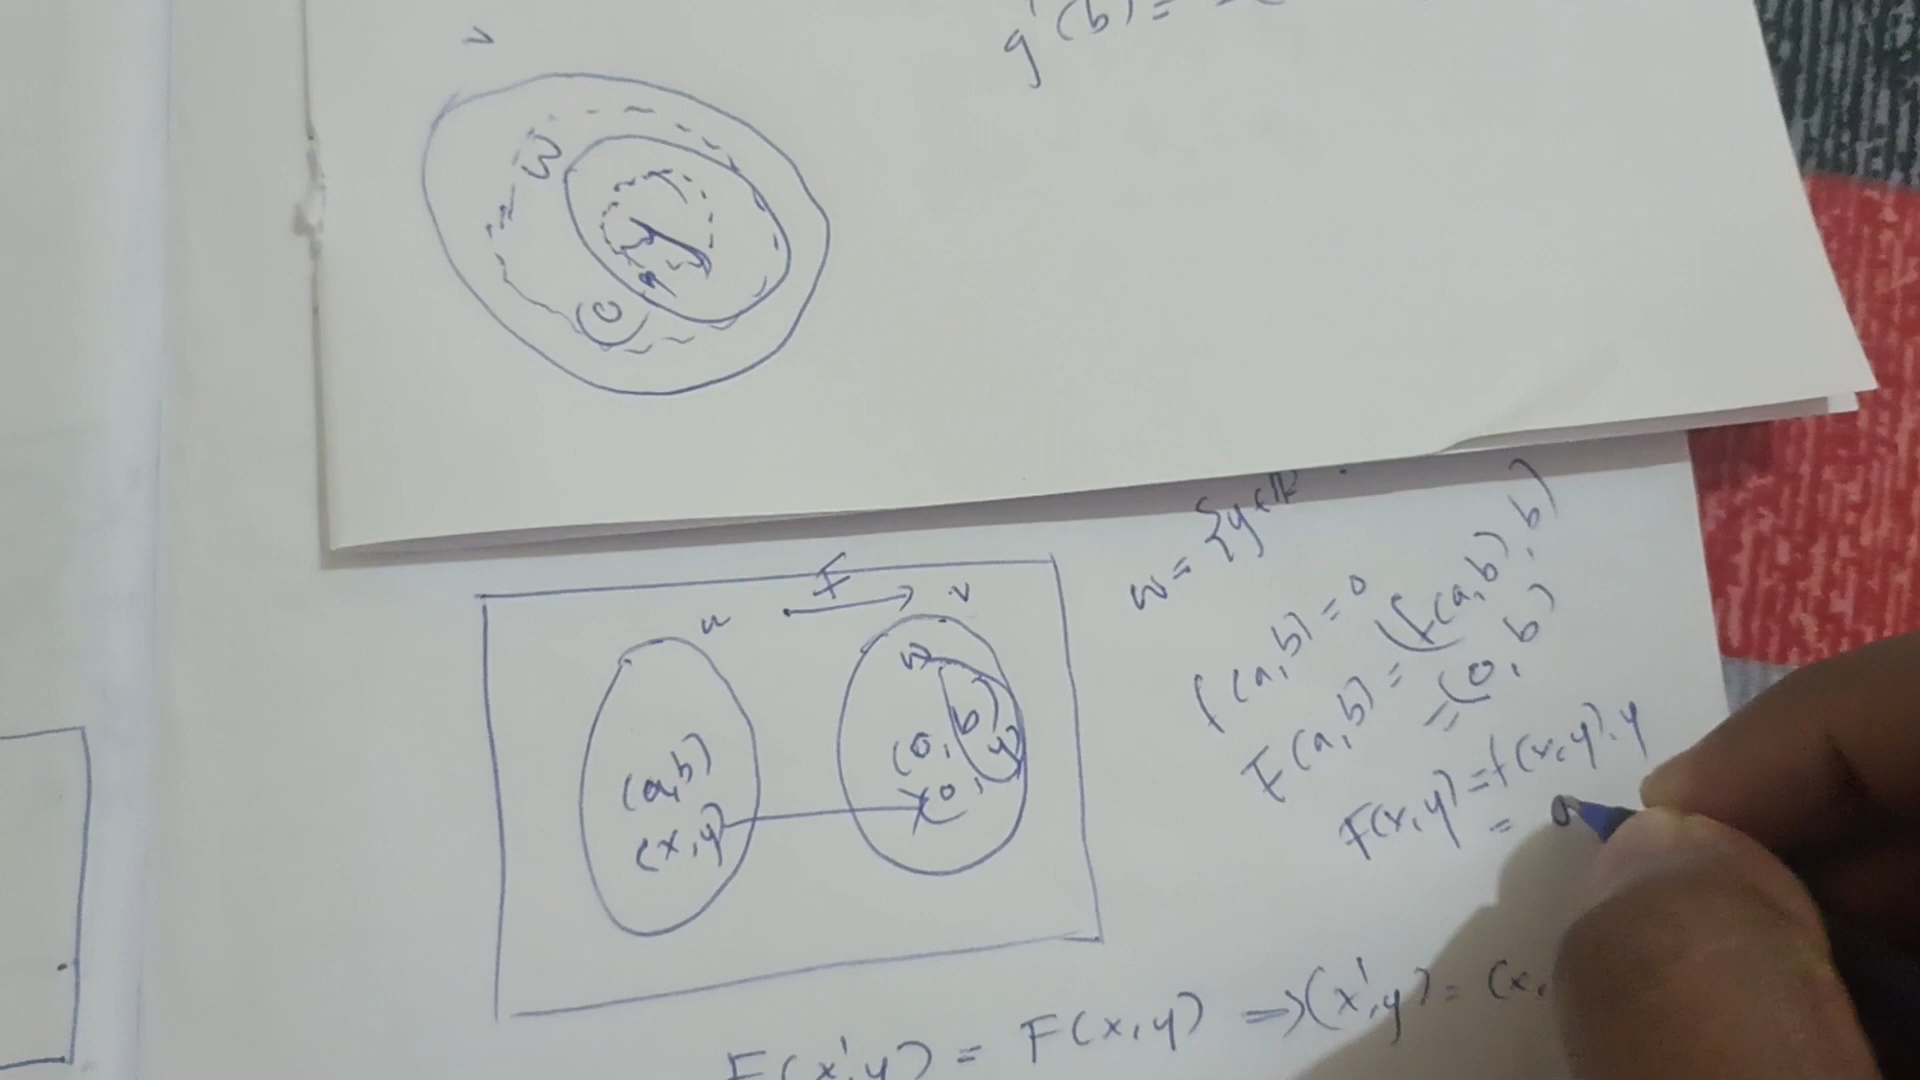 g'(b) =
W
W = {y ∈ ℝ
f(a,b) = 0
F(a,b) = (f(a,b), b)
= (0, b)
F(x,y) = f(x,y), y
=
F
u
v
W
(a,b)
(0, b)
(x,y)
(0, y)
F(x',y) = F(x,y) ⇒ (x',y) = (x,